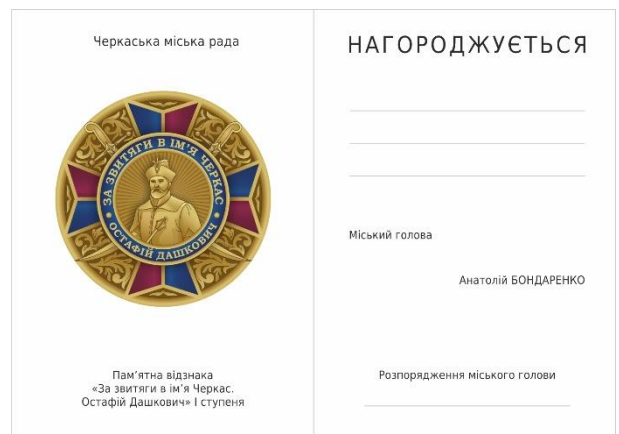 Черкаська міська рада
ЗА ЗВИТЯГИ В ІМ'Я ЧЕРКАС
ОСТАФІЙ ДАШКОВИЧ
Пам'ятна відзнака
«За звитяги в ім'я Черкас.
Остафій Дашкович» І ступеня
НАГОРОДЖУЄТЬСЯ
Міський голова
Анатолій БОНДАРЕНКО
Розпорядження міського голови